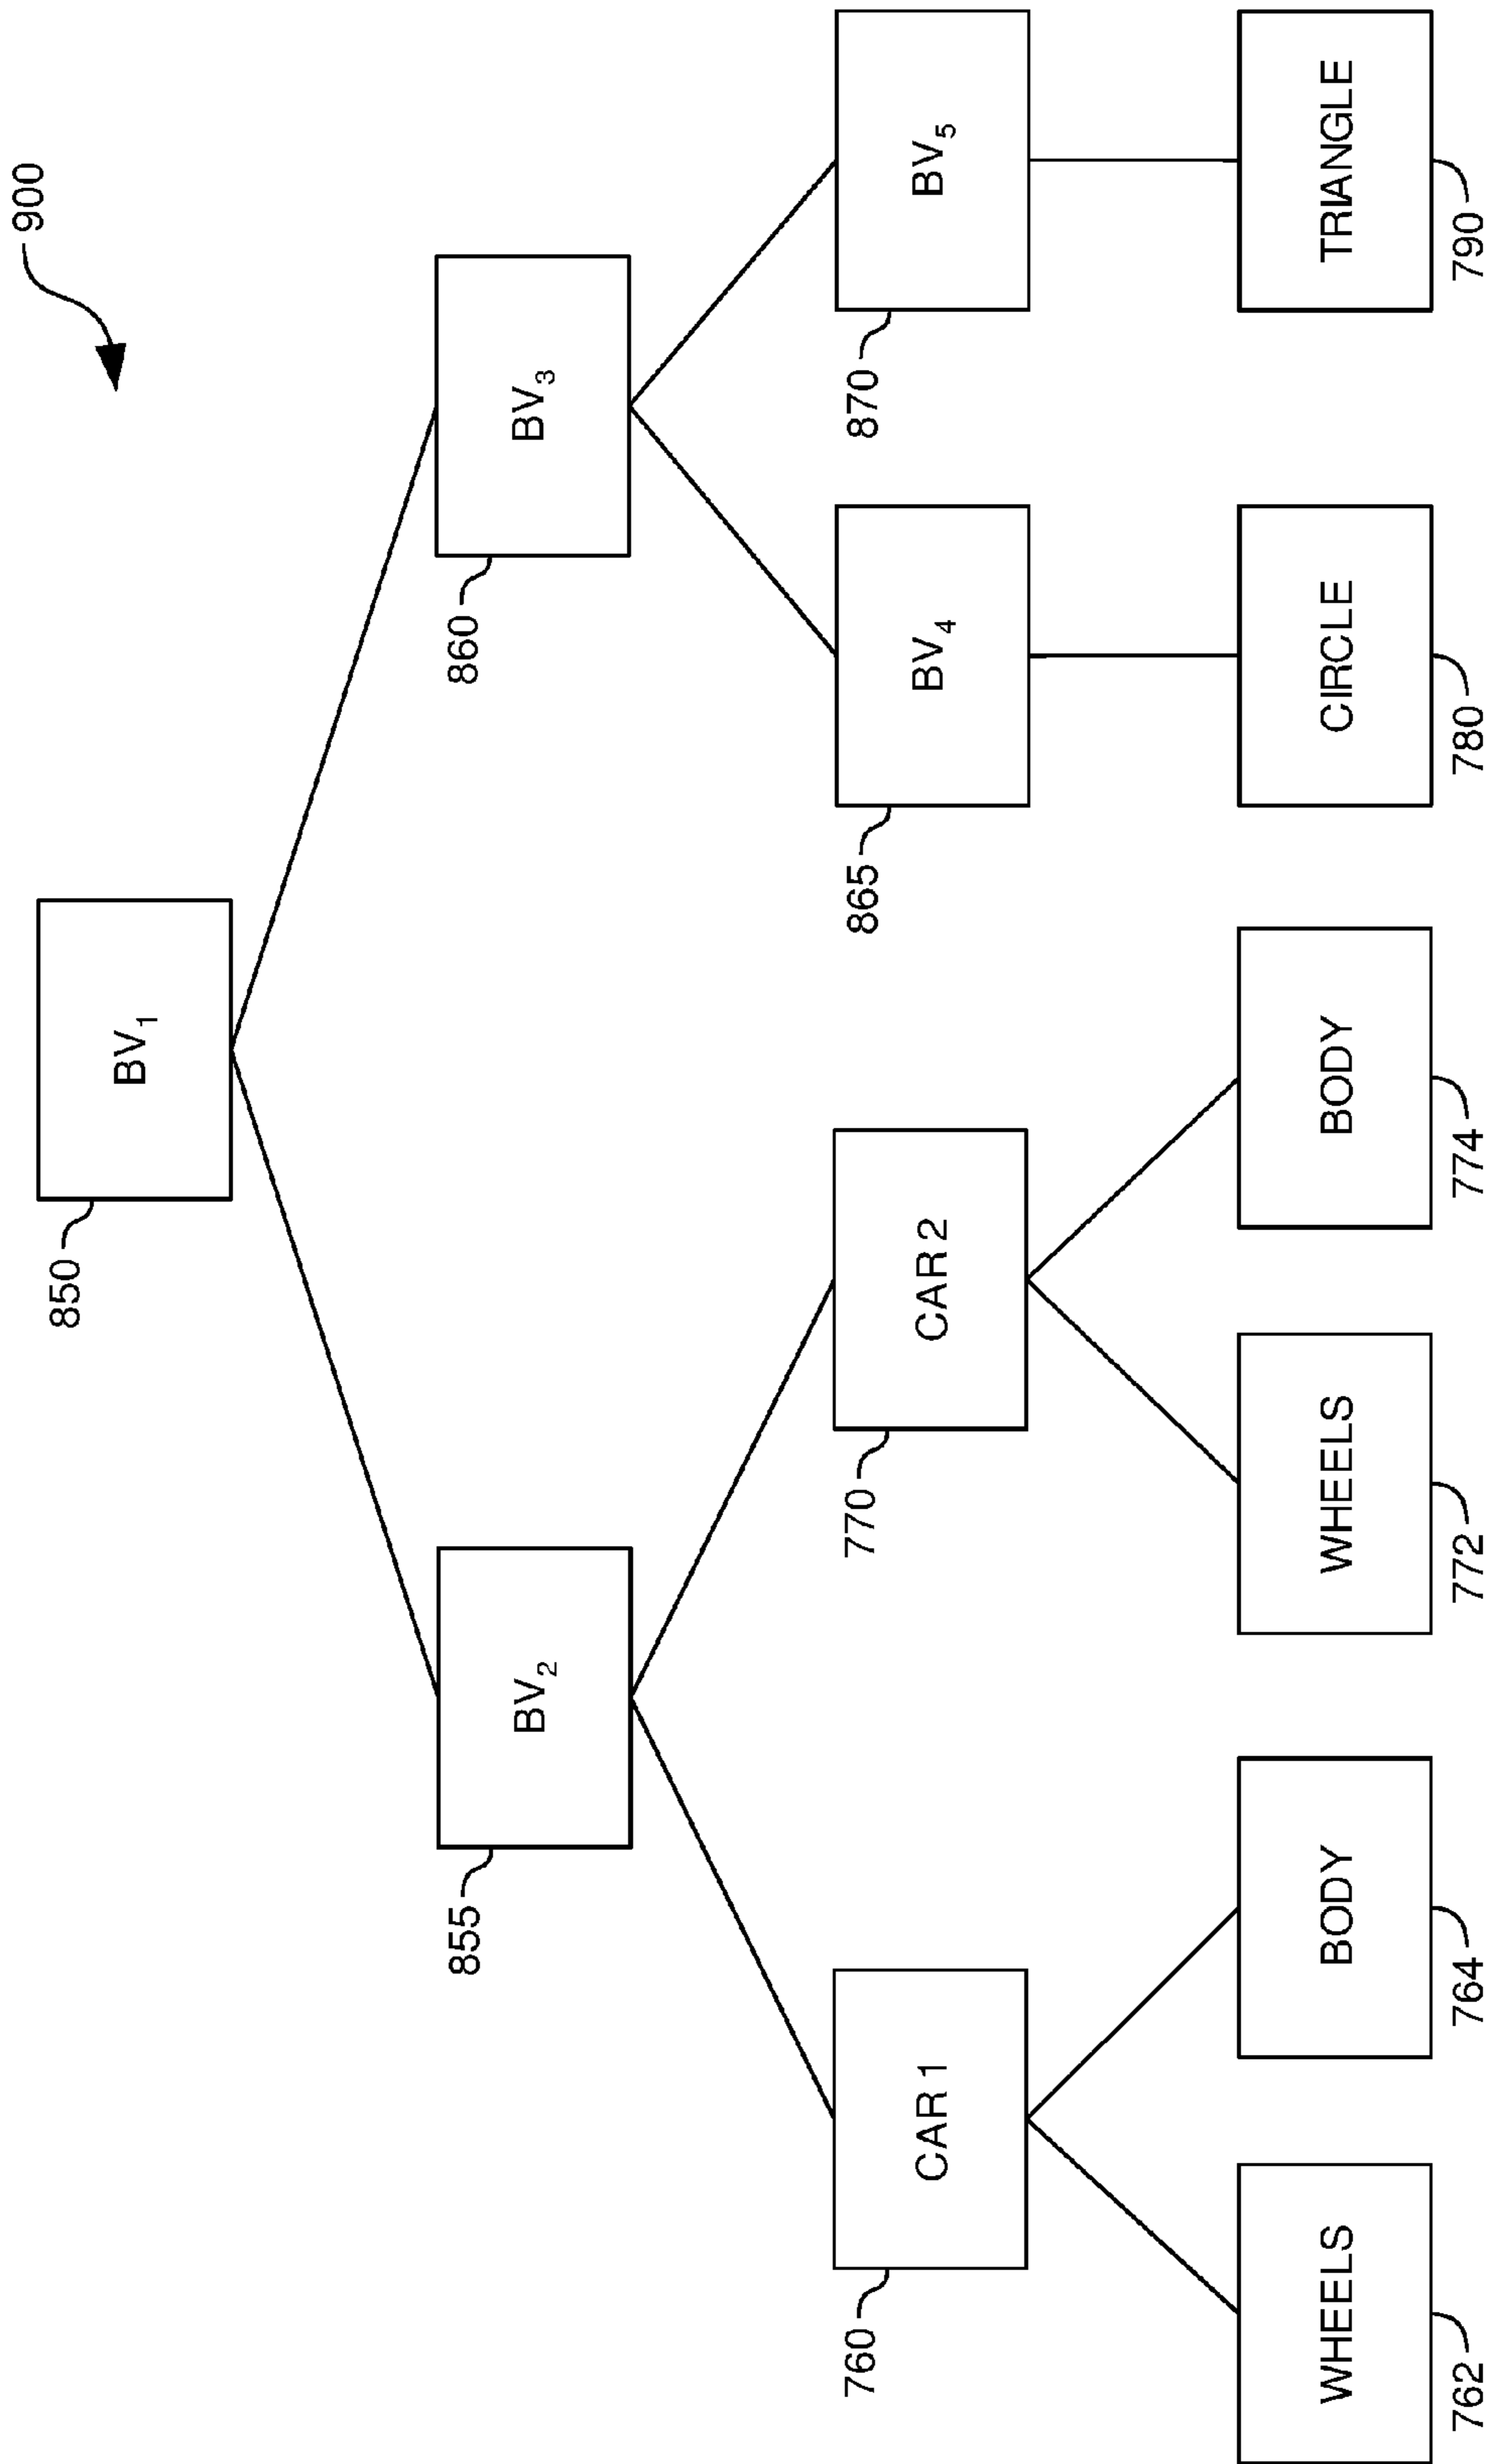 900
BV1
850
BV2
855
BV3
860
CAR 1
760
CAR 2
770
BV4
865
BV5
870
WHEELS
762
BODY
764
WHEELS
772
BODY
774
CIRCLE
780
TRIANGLE
790